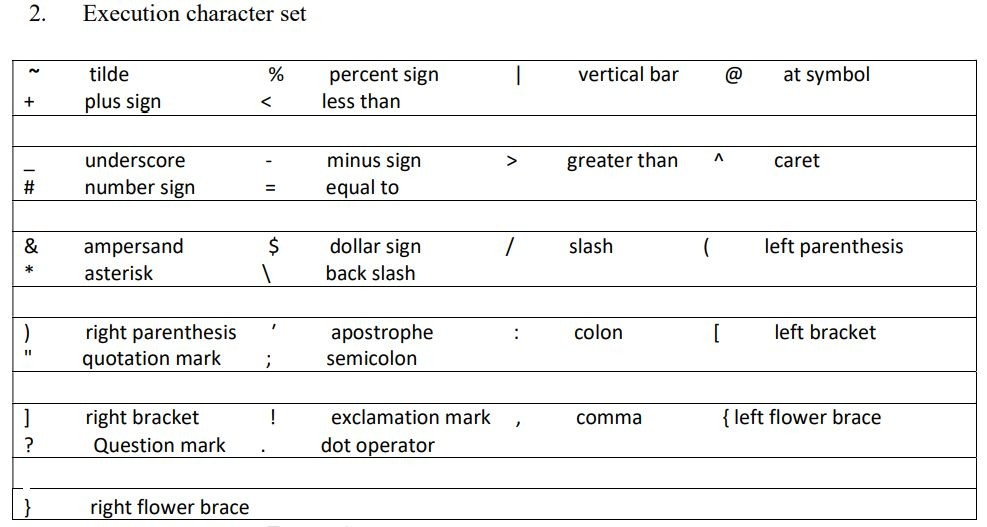 2. Execution character set
~ tilde % percent sign | vertical bar @ at symbol
+ plus sign < less than
_ underscore - minus sign > greater than ^ caret
# number sign = equal to
& ampersand $ dollar sign / slash ( left parenthesis
* asterisk \ back slash
) right parenthesis ′ apostrophe : colon [ left bracket
" quotation mark ; semicolon
] right bracket ! exclamation mark , comma { left flower brace
? Question mark . dot operator
} right flower brace